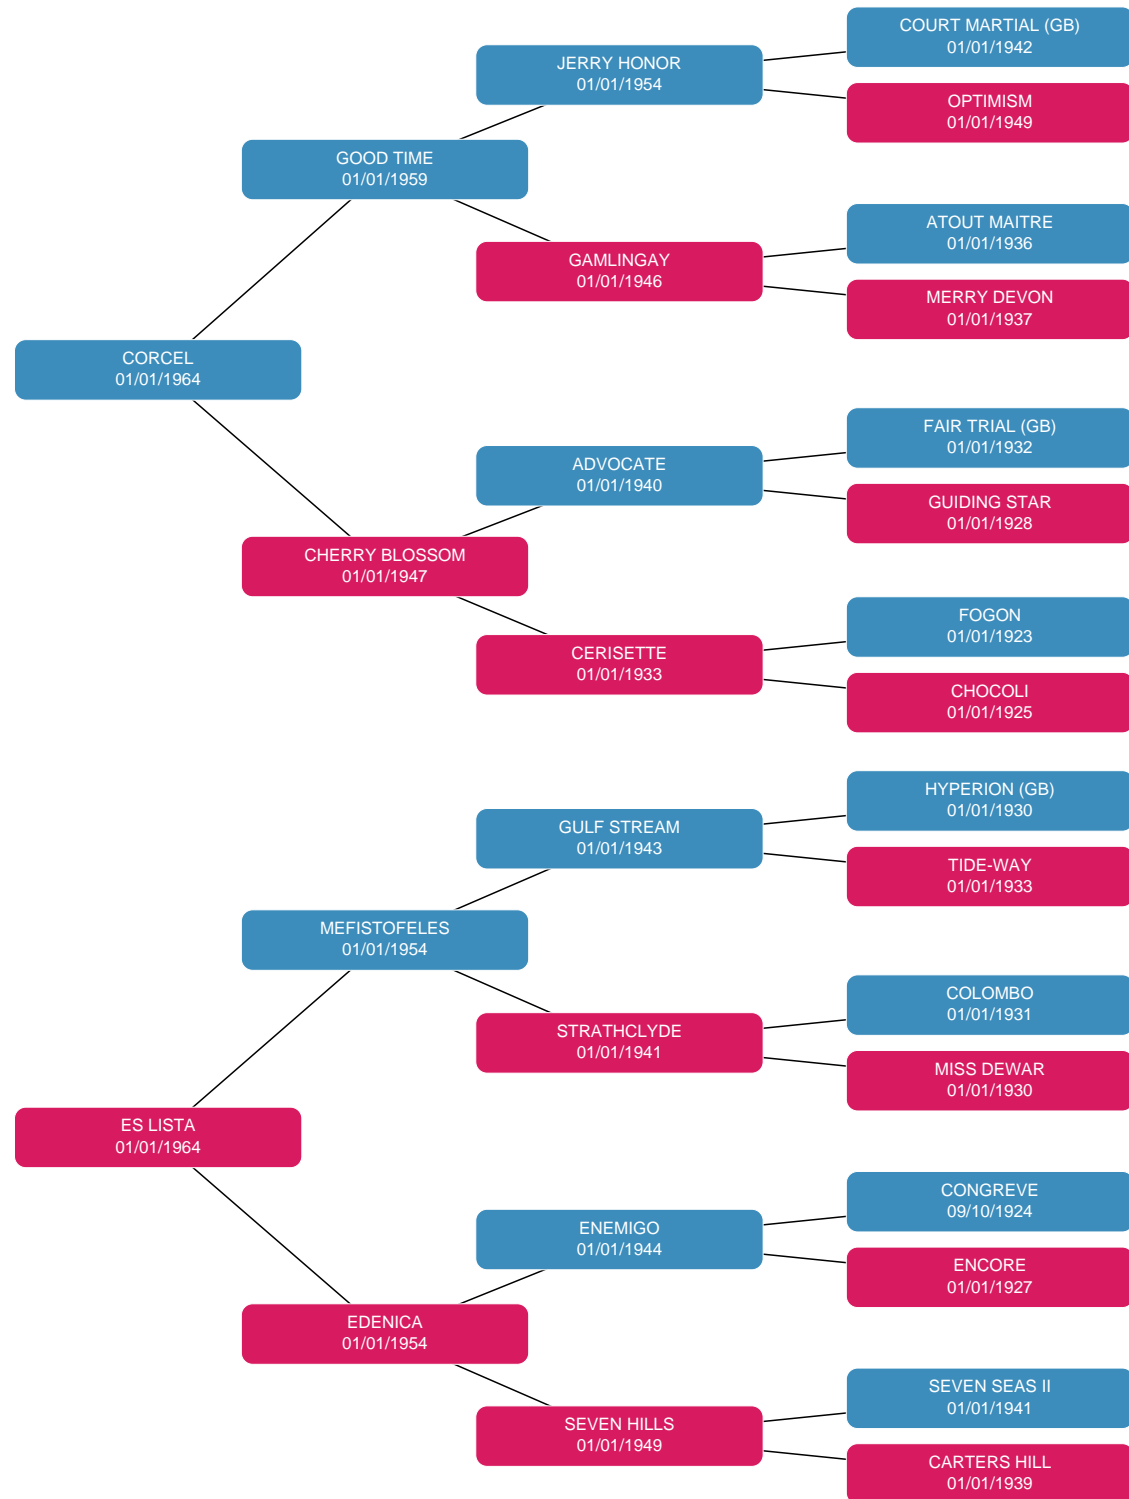 COURT MARTIAL (GB)
01/01/1942
JERRY HONOR
01/01/1954
OPTIMISM
01/01/1949
GOOD TIME
01/01/1959
ATOUT MAITRE
01/01/1936
GAMLINGAY
01/01/1946
MERRY DEVON
01/01/1937
CORCEL
01/01/1964
FAIR TRIAL (GB)
01/01/1932
ADVOCATE
01/01/1940
GUIDING STAR
01/01/1928
CHERRY BLOSSOM
01/01/1947
FOGON
01/01/1923
CERISETTE
01/01/1933
CHOCOLI
01/01/1925
HYPERION (GB)
01/01/1930
GULF STREAM
01/01/1943
TIDE-WAY
01/01/1933
MEFISTOFELES
01/01/1954
COLOMBO
01/01/1931
STRATHCLYDE
01/01/1941
MISS DEWAR
01/01/1930
ES LISTA
01/01/1964
CONGREVE
09/10/1924
ENEMIGO
01/01/1944
ENCORE
01/01/1927
EDENICA
01/01/1954
SEVEN SEAS II
01/01/1941
SEVEN HILLS
01/01/1949
CARTERS HILL
01/01/1939